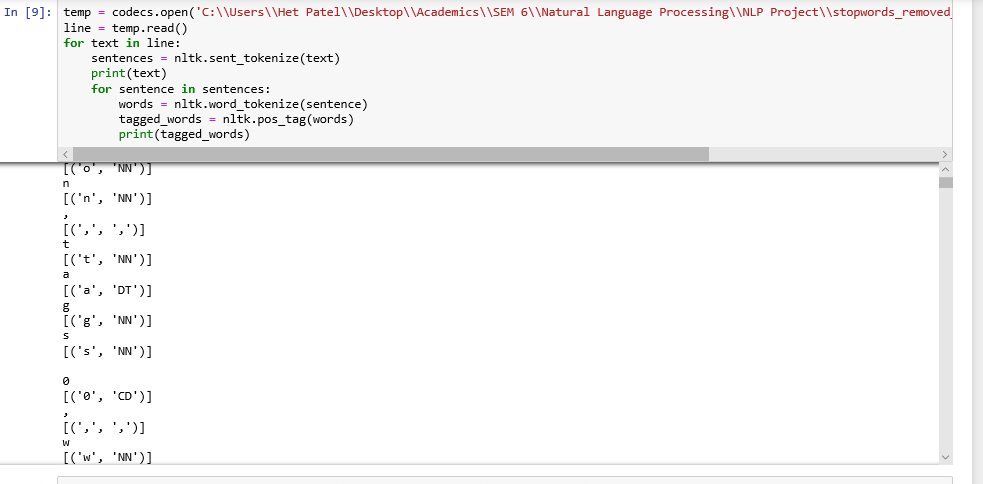 In [9]: temp = codecs.open('C:\\Users\\Het Patel\\Desktop\\Academics\\SEM 6\\Natural Language Processing\\NLP Project\\stopwords_removed_
line = temp.read()
for text in line:
    sentences = nltk.sent_tokenize(text)
    print(text)
    for sentence in sentences:
        words = nltk.word_tokenize(sentence)
        tagged_words = nltk.pos_tag(words)
        print(tagged_words)
[('o', 'NN')]
n
[('n', 'NN')]
,
[(',', ',')]
t
[('t', 'NN')]
a
[('a', 'DT')]
g
[('g', 'NN')]
s
[('s', 'NN')]
0
[('0', 'CD')]
,
[(',', ',')]
w
[('w', 'NN')]